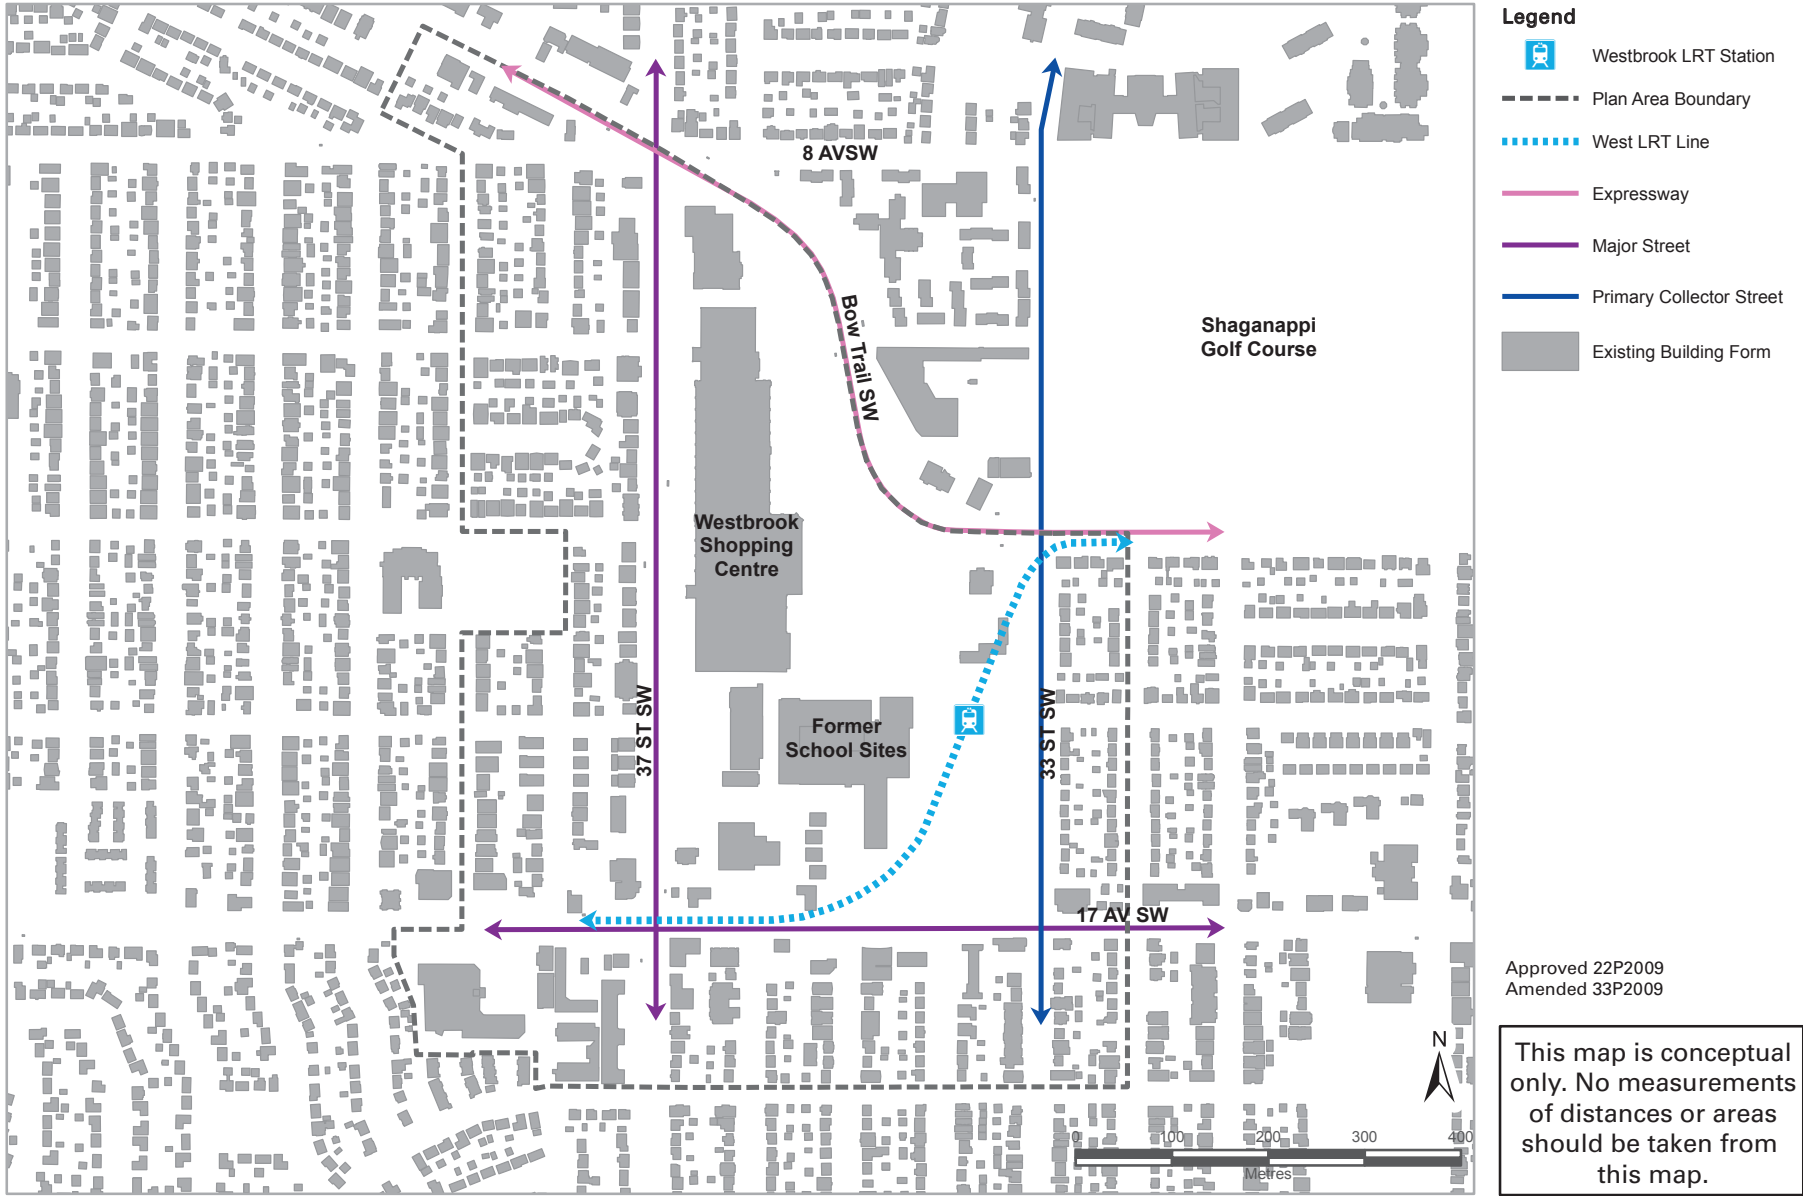 Legend
Westbrook LRT Station
Plan Area Boundary
West LRT Line
Expressway
Major Street
Primary Collector Street
Existing Building Form
8 AVSW
Bow Trail SW
Shaganappi
Golf Course
Westbrook
Shopping
Centre
37 ST SW
Former
School Sites
33 ST SW
17 AV SW
Approved 22P2009
Amended 33P2009
N
This map is conceptual
only. No measurements
of distances or areas
should be taken from
this map.
0 100 200 300 400
Metres